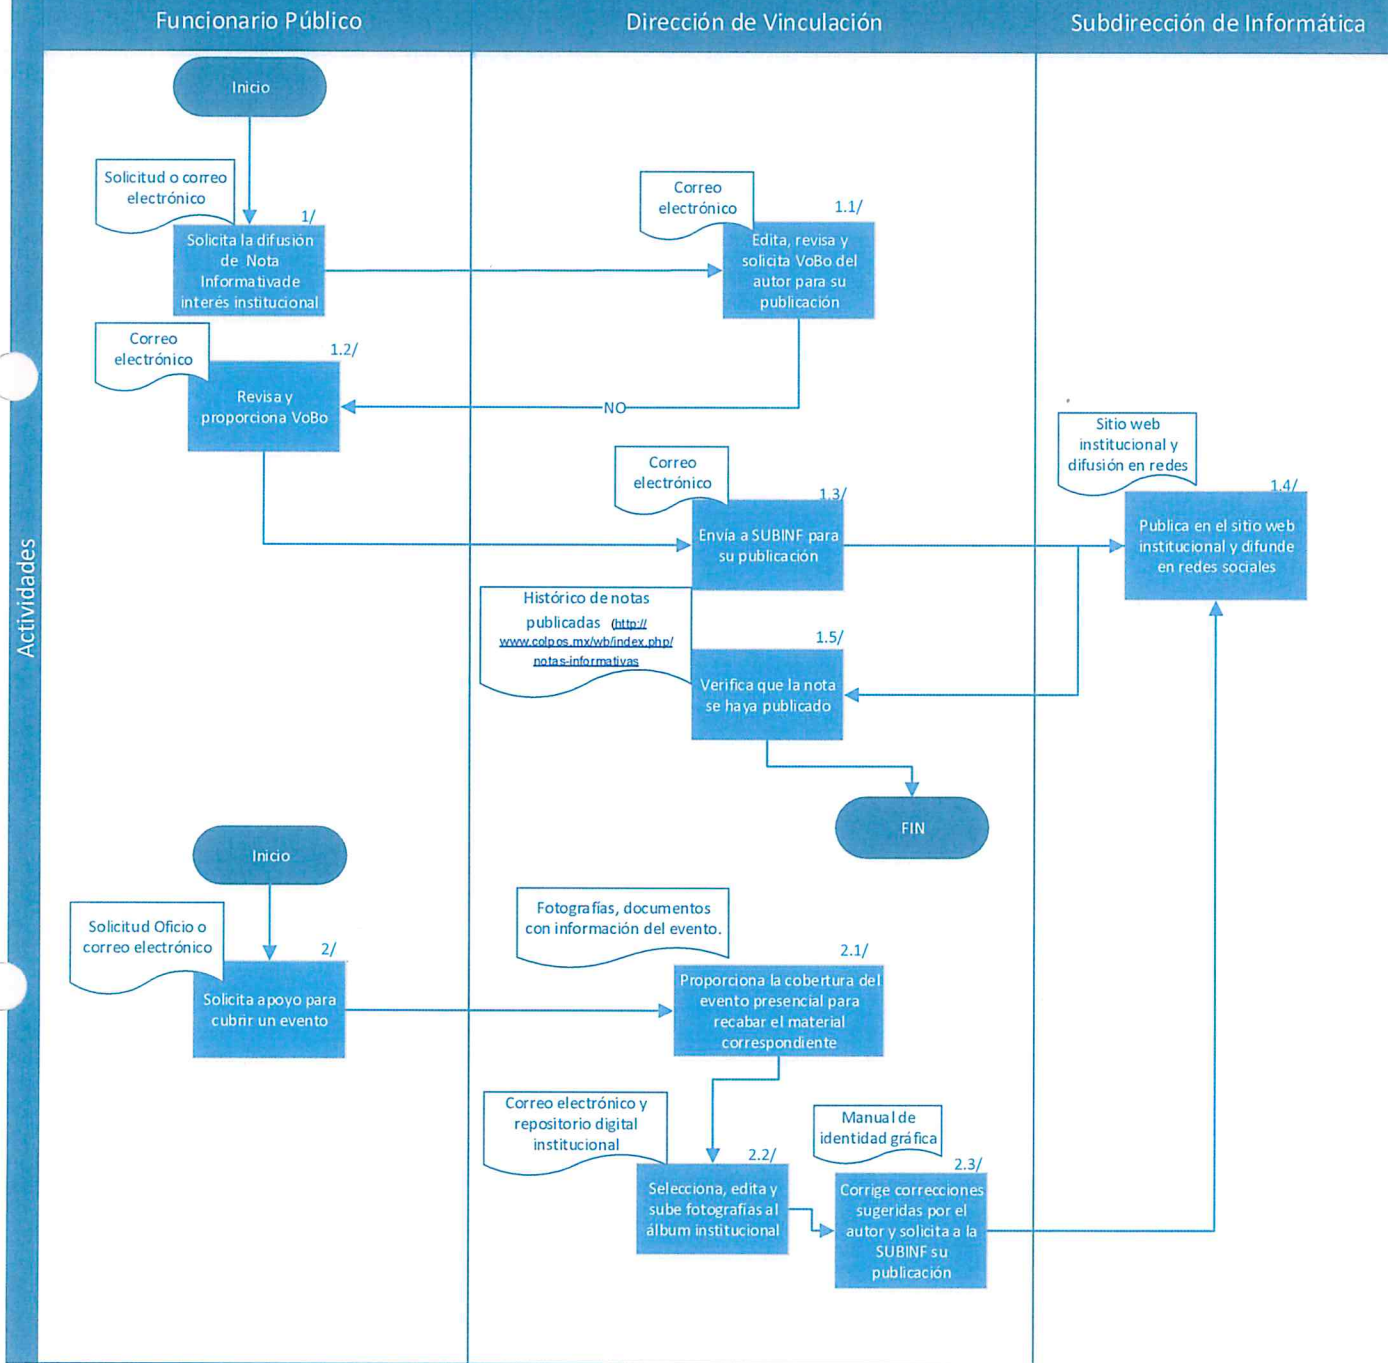 Funcionario Público
Dirección de Vinculación
Subdirección de Informática
Actividades
Inicio
Solicitud o correo
electrónico
1/
Solicita la difusión
de Nota
Informativade
interés institucional
Correo
electrónico
1.1/
Edita, revisa y
solicita VoBo del
autor para su
publicación
Correo
electrónico
1.2/
Revisa y
proporciona VoBo
NO
Correo
electrónico
1.3/
Envía a SUBINF para
su publicación
Sitio web
institucional y
difusión en redes
1.4/
Publica en el sitio web
institucional y difunde
en redes sociales
Histórico de notas
publicadas (http://
www.colpos.mx/wb/index.php/
notas-informativas
1.5/
Verifica que la nota
se haya publicado
FIN
Inicio
Solicitud Oficio o
correo electrónico
2/
Solicita apoyo para
cubrir un evento
Fotografías, documentos
con información del evento.
2.1/
Proporciona la cobertura del
evento presencial para
recabar el material
correspondiente
Correo electrónico y
repositorio digital
institucional
2.2/
Selecciona, edita y
sube fotografías al
álbum institucional
Manual de
identidad gráfica
2.3/
Corrige correcciones
sugeridas por el
autor y solicita a la
SUBINF su
publicación